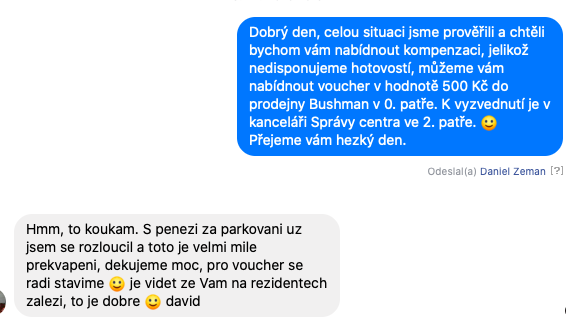 Dobrý den, celou situaci jsme prověřili a chtěli
bychom vám nabídnout kompenzaci, jelikož
nedisponujeme hotovostí, můžeme vám
nabídnout voucher v hodnotě 500 Kč do
prodejny Bushman v 0. patře. K vyzvednutí je v
kanceláři Správy centra ve 2. patře. 🙂
Přejeme vám hezký den.
Odeslal(a) Daniel Zeman [?]
Hmm, to koukam. S penezi za parkovani uz
jsem se rozloucil a toto je velmi mile
prekvapeni, dekujeme moc, pro voucher se
radi stavime 🙂 je videt ze Vam na rezidentech
zalezi, to je dobre 🙂 david